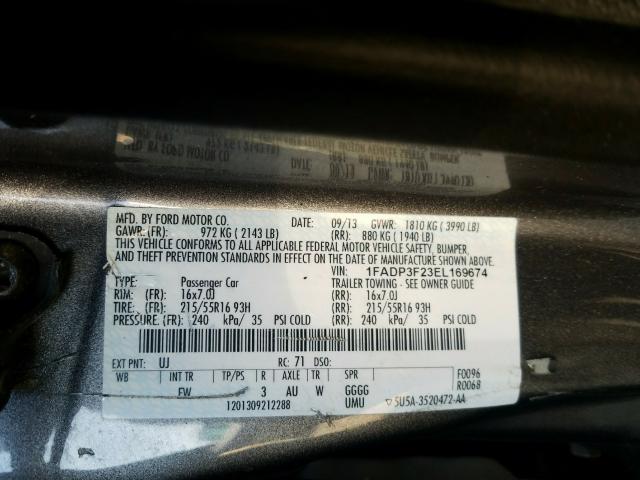 MFD. BY FORD MOTOR CO. DATE: 09/13 GVWR: 1810 KG ( 3990 LB)
GAWR:(FR): 972 KG ( 2143 LB) (RR): 880 KG ( 1940 LB)
THIS VEHICLE CONFORMS TO ALL APPLICABLE FEDERAL MOTOR VEHICLE SAFETY, BUMPER,
AND THEFT PREVENTION STANDARDS IN EFFECT ON THE DATE OF MANUFACTURE SHOWN ABOVE.
VIN: 1FADP3F23EL169674
TYPE: Passenger Car TRAILER TOWING - SEE OWNER GUIDE
RIM: (FR): 16x7.0J (RR): 16x7.0J
TIRE: (FR): 215/55R16 93H (RR): 215/55R16 93H
PRESSURE: (FR): 240 kPa/ 35 PSI COLD (RR): 240 kPa/ 35 PSI COLD
EXT PNT: UJ RC: 71 DSO:
WB INT TR TP/PS R AXLE TR SPR F0096
FW 3 AU W GGGG R0068
1201309212288 UMU 5U5A-3520472-AA